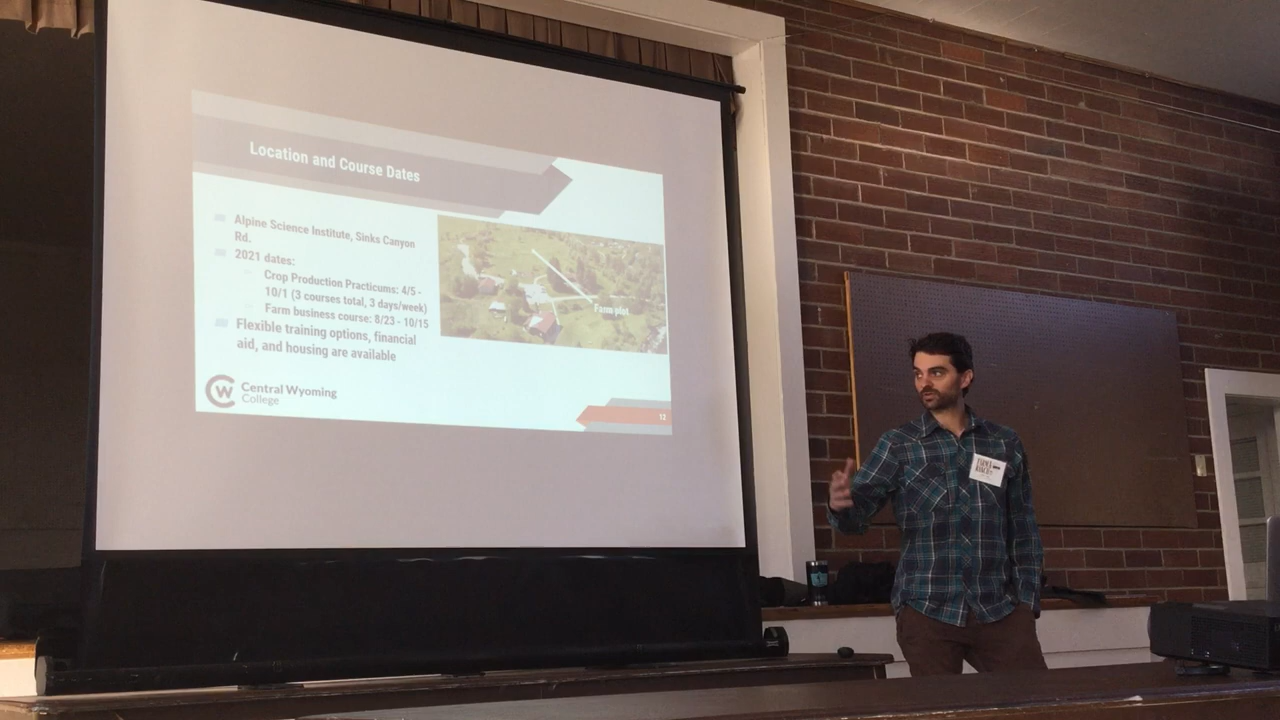 Location and Course Dates
Alpine Science Institute, Sinks Canyon
Rd.
2021 dates:
Crop Production Practicums: 4/5 -
10/1 (3 courses total, 3 days/week)
Farm business course: 8/23 - 10/15
Flexible training options, financial
aid, and housing are available
Farm plot
CW
Central Wyoming
College
12